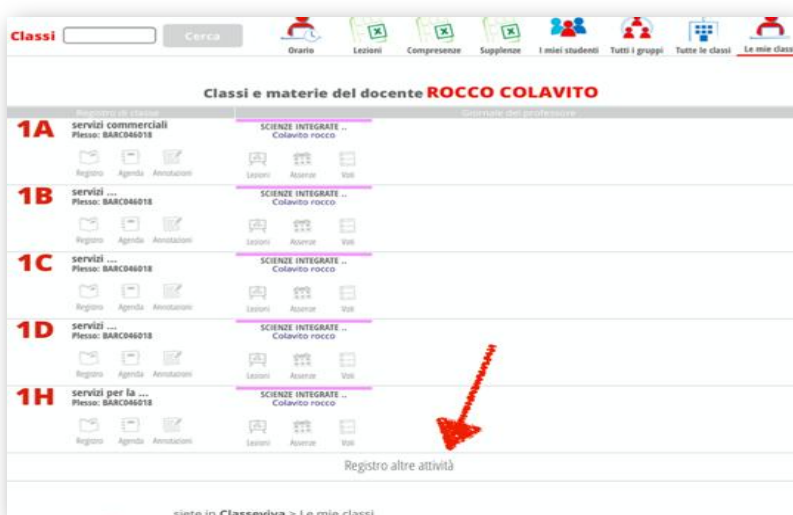 Classi Cerca
Orario Lezioni Compresenze Supplenze I miei studenti Tutti i gruppi Tutte le classi Le mie classi
Classi e materie del docente ROCCO COLAVITO
Registro di classe Giornale del professore
1A servizi commerciali SCIENZE INTEGRATE ..
Plesso: BARC046018 Colavito rocco
Registro Agenda Annotazioni Lezioni Assenze Voti
1B servizi ... SCIENZE INTEGRATE ..
Plesso: BARC046018 Colavito rocco
Registro Agenda Annotazioni Lezioni Assenze Voti
1C servizi ... SCIENZE INTEGRATE ..
Plesso: BARC046018 Colavito rocco
Registro Agenda Annotazioni Lezioni Assenze Voti
1D servizi ... SCIENZE INTEGRATE ..
Plesso: BARC046018 Colavito rocco
Registro Agenda Annotazioni Lezioni Assenze Voti
1H servizi per la ... SCIENZE INTEGRATE ..
Plesso: BARC046018 Colavito rocco
Registro Agenda Annotazioni Lezioni Assenze Voti
Registro altre attività
siete in Classeviva > Le mie classi